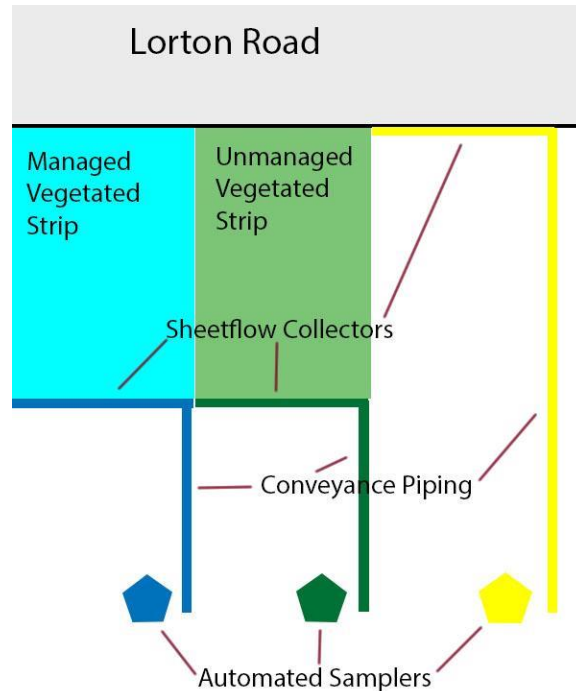 Lorton Road
Managed
Vegetated
Strip
Unmanaged
Vegetated
Strip
Sheetflow Collectors
Conveyance Piping
Automated Samplers